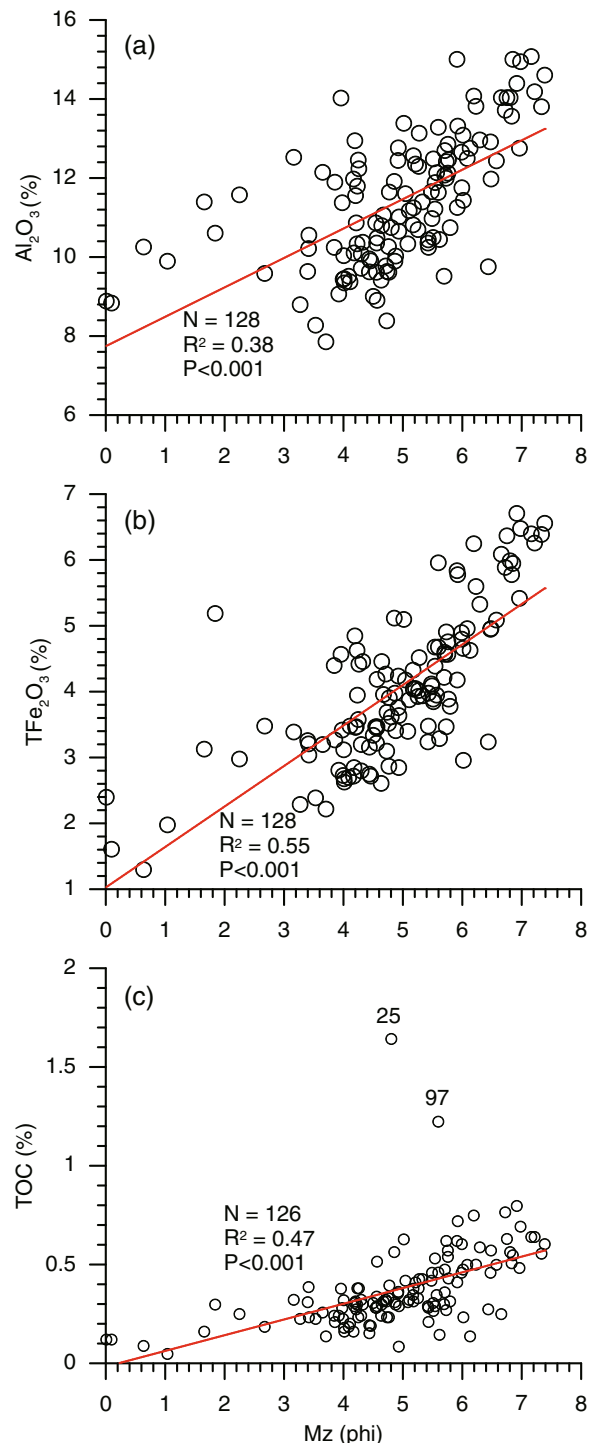 (a)
16
14
12
10
8
6
Al₂O₃ (%)
N = 128
R² = 0.38
P<0.001
0 1 2 3 4 5 6 7 8
(b)
7
6
5
4
3
2
1
TFe₂O₃ (%)
N = 128
R² = 0.55
P<0.001
0 1 2 3 4 5 6 7 8
(c)
2
1.5
1
0.5
0
TOC (%)
25
97
N = 126
R² = 0.47
P<0.001
0 1 2 3 4 5 6 7 8
Mz (phi)